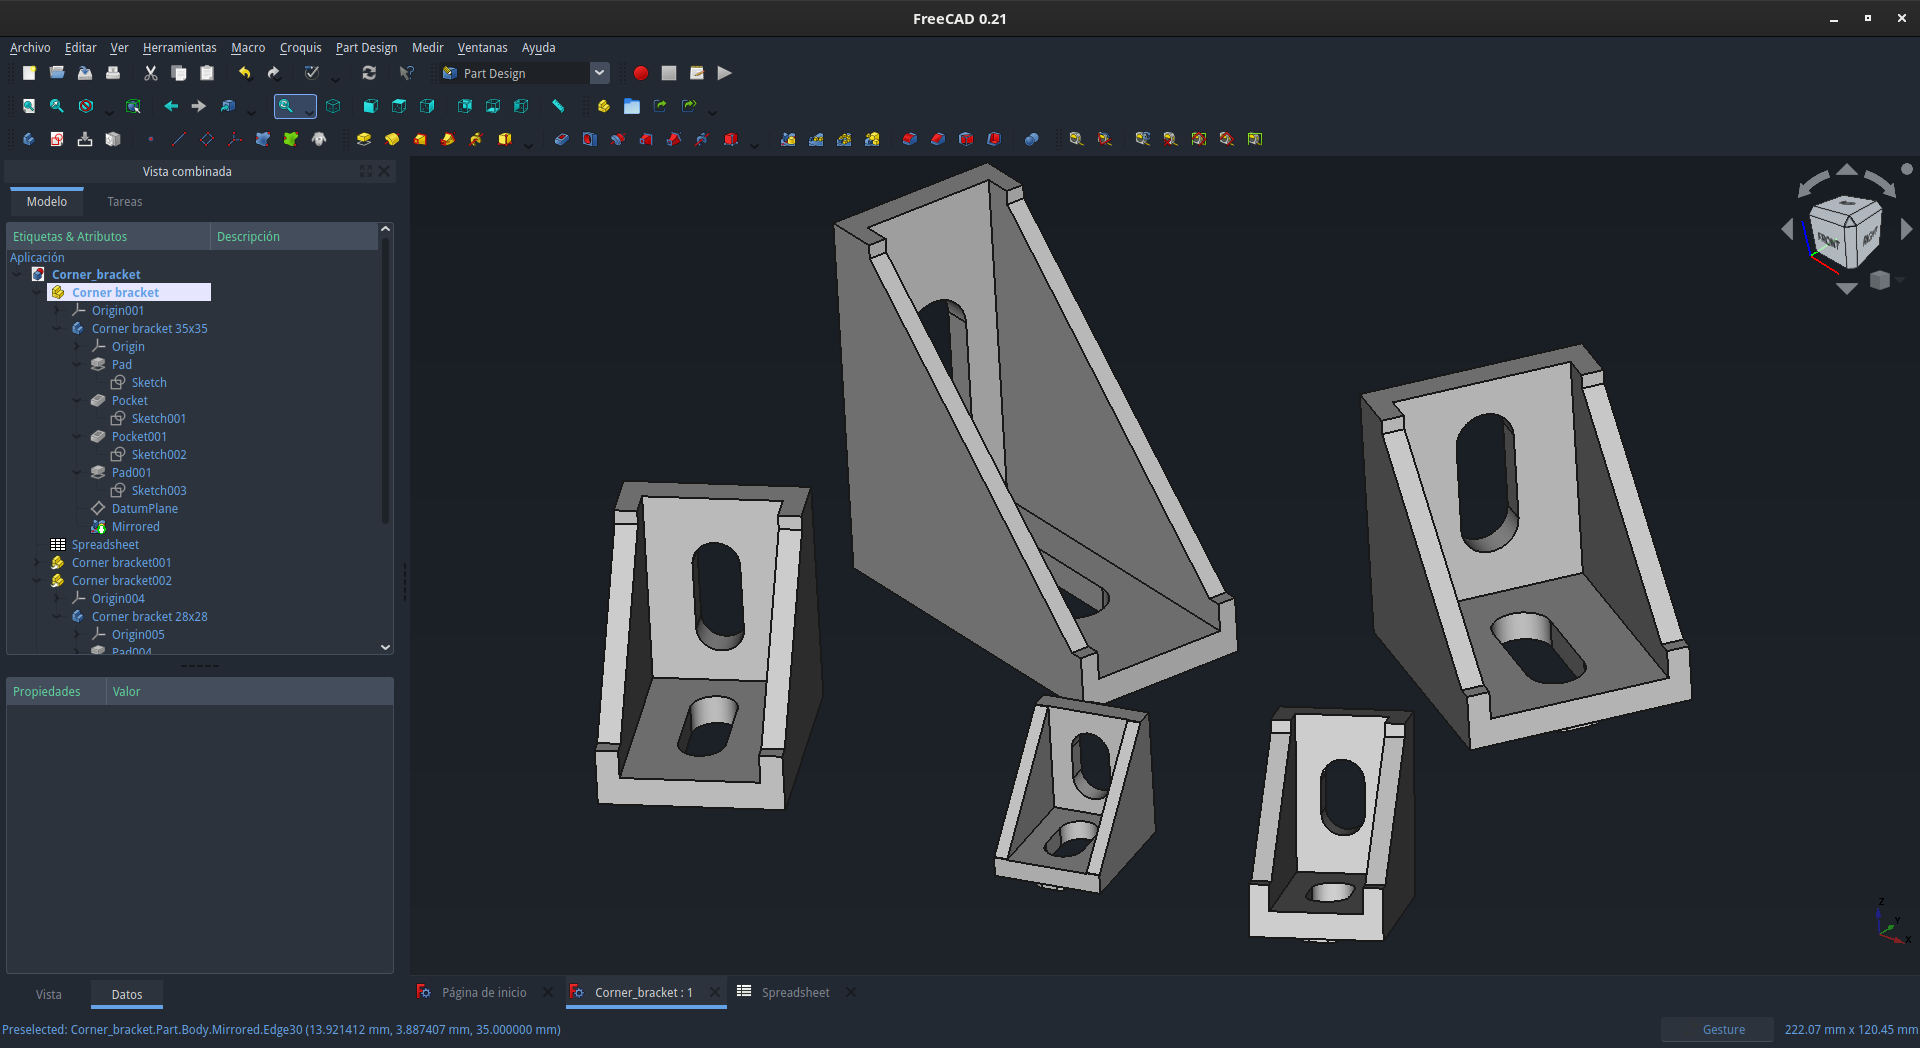 FreeCAD 0.21
Archivo Editar Ver Herramientas Macro Croquis Part Design Medir Ventanas Ayuda
Part Design
Vista combinada
Modelo Tareas
Etiquetas & Atributos Descripción
Aplicación
Corner_bracket
Corner bracket
Origin001
Corner bracket 35x35
Origin
Pad
Sketch
Pocket
Sketch001
Pocket001
Sketch002
Pad001
Sketch003
DatumPlane
Mirrored
Spreadsheet
Corner bracket001
Corner bracket002
Origin004
Corner bracket 28x28
Origin005
Pad004
Propiedades Valor
FRONT RIGHT
Z
Y
X
Vista Datos
Página de inicio Corner_bracket : 1 Spreadsheet
Preselected: Corner_bracket.Part.Body.Mirrored.Edge30 (13.921412 mm, 3.887407 mm, 35.000000 mm)
Gesture 222.07 mm x 120.45 mm